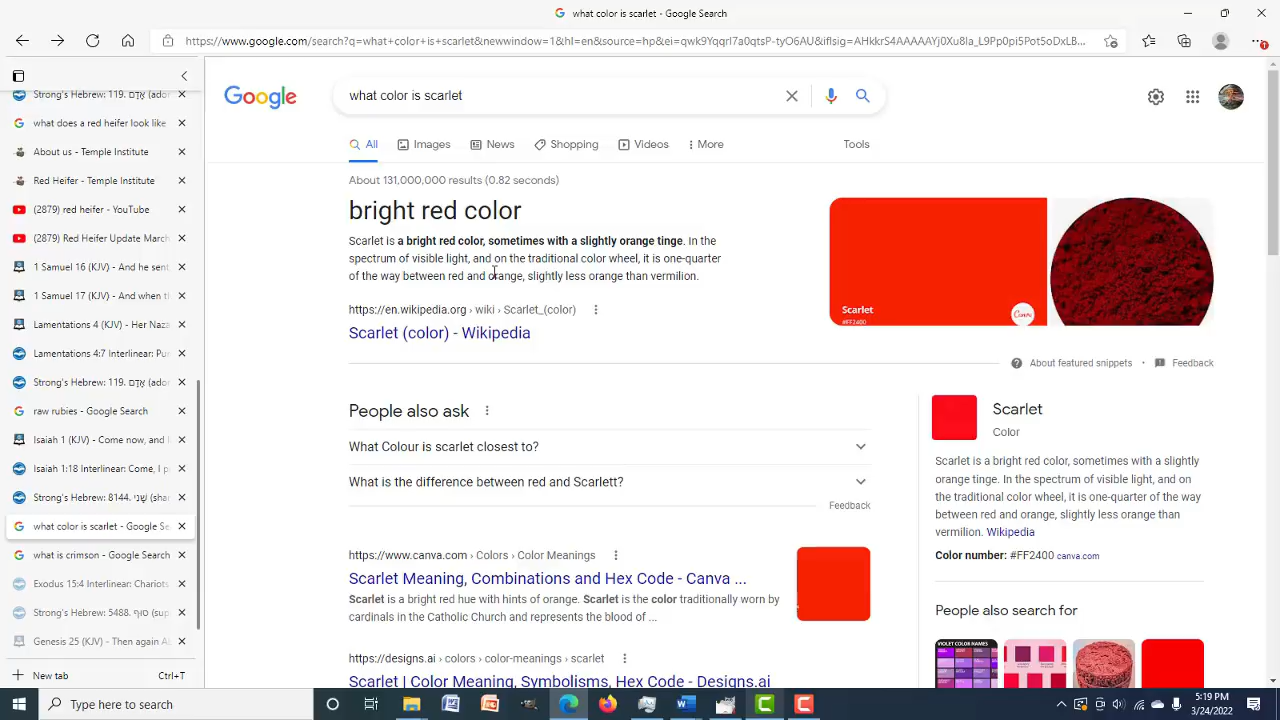 what color is scarlet - Google Search
https://www.google.com/search?q=what+color+is+scarlet&newwindow=1&hl=en&source=hp&ei=qwk9Yqqrl7a0qtsP-tyO6AU&iflsig=AHkkrS4AAAAAYj0Xu8la_L9Pp0pi5Pot5oDxLb...
Strong's Hebrew: 119. אָדַם (ador
what does a red heifer look like
About us - Temple Institute
Red Heifer - Temple Institute
(2879) red heifer - YouTube
(2879) Red Heifer Update March
1 Samuel 16 (KJV) - And he sent
1 Samuel 17 (KJV) - And when t
Lamentations 4 (KJV) - Her Naza
Lamentations 4:7 Interlinear: Pur
Strong's Hebrew: 119. אָדַם (ador
raw rubies - Google Search
Isaiah 1 (KJV) - Come now, and l
Isaiah 1:18 Interlinear: Come, I p
Strong's Hebrew: 8144. שָׁנִי (shar
what color is scarlet - Google Se
what is crimson - Google Search
Exodus 15:4 Interlinear: Chariots
Strong's Hebrew: 5488. סוּף (sup
Genesis 25 (KJV) - Then again Ab
New tab Ctrl+T
Google
what color is scarlet
All Images News Shopping Videos More Tools
About 131,000,000 results (0.82 seconds)
bright red color
Scarlet is a bright red color, sometimes with a slightly orange tinge. In the
spectrum of visible light, and on the traditional color wheel, it is one-quarter
of the way between red and orange, slightly less orange than vermilion.
https://en.wikipedia.org › wiki › Scarlet_(color)
Scarlet (color) - Wikipedia
Scarlet
#FF2400
Canva
About featured snippets • Feedback
People also ask
What Colour is scarlet closest to?
What is the difference between red and Scarlett?
Feedback
https://www.canva.com › Colors › Color Meanings
Scarlet Meaning, Combinations and Hex Code - Canva ...
Scarlet is a bright red hue with hints of orange. Scarlet is the color traditionally worn by
cardinals in the Catholic Church and represents the blood of ...
https://designs.ai › colors › color-meanings › scarlet
Scarlet | Color Meaning, Symbolisms, Hex Code - Designs.ai
Scarlet
Color
Scarlet is a bright red color, sometimes with a slightly
orange tinge. In the spectrum of visible light, and on
the traditional color wheel, it is one-quarter of the way
between red and orange, slightly less orange than
vermilion. Wikipedia
Color number: #FF2400 canva.com
People also search for
VIOLET COLOR NAMES
Type here to search
5:19 PM
3/24/2022